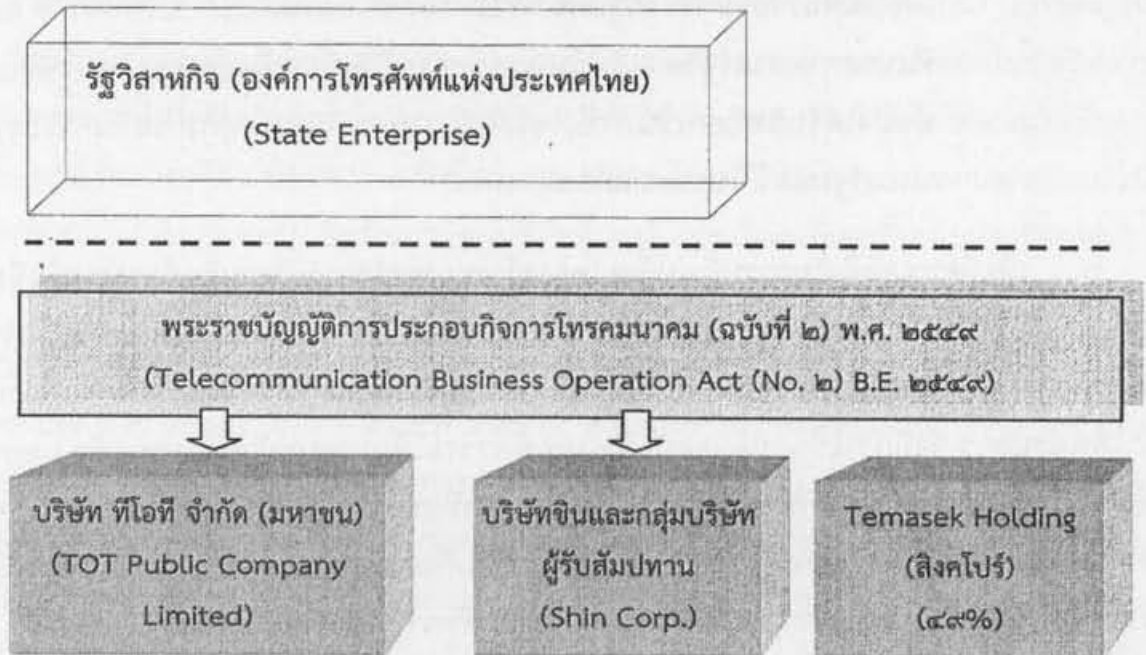 รัฐวิสาหกิจ (องค์การโทรศัพท์แห่งประเทศไทย)
(State Enterprise)
พระราชบัญญัติการประกอบกิจการโทรคมนาคม (ฉบับที่ ๒) พ.ศ. ๒๕๔๙
(Telecommunication Business Operation Act (No. ๒) B.E. ๒๕๔๙)
บริษัท ทีโอที จำกัด (มหาชน)
(TOT Public Company
Limited)
บริษัทชินและกลุ่มบริษัท
ผู้รับสัมปทาน
(Shin Corp.)
Temasek Holding
(สิงคโปร์)
(๔๙%)